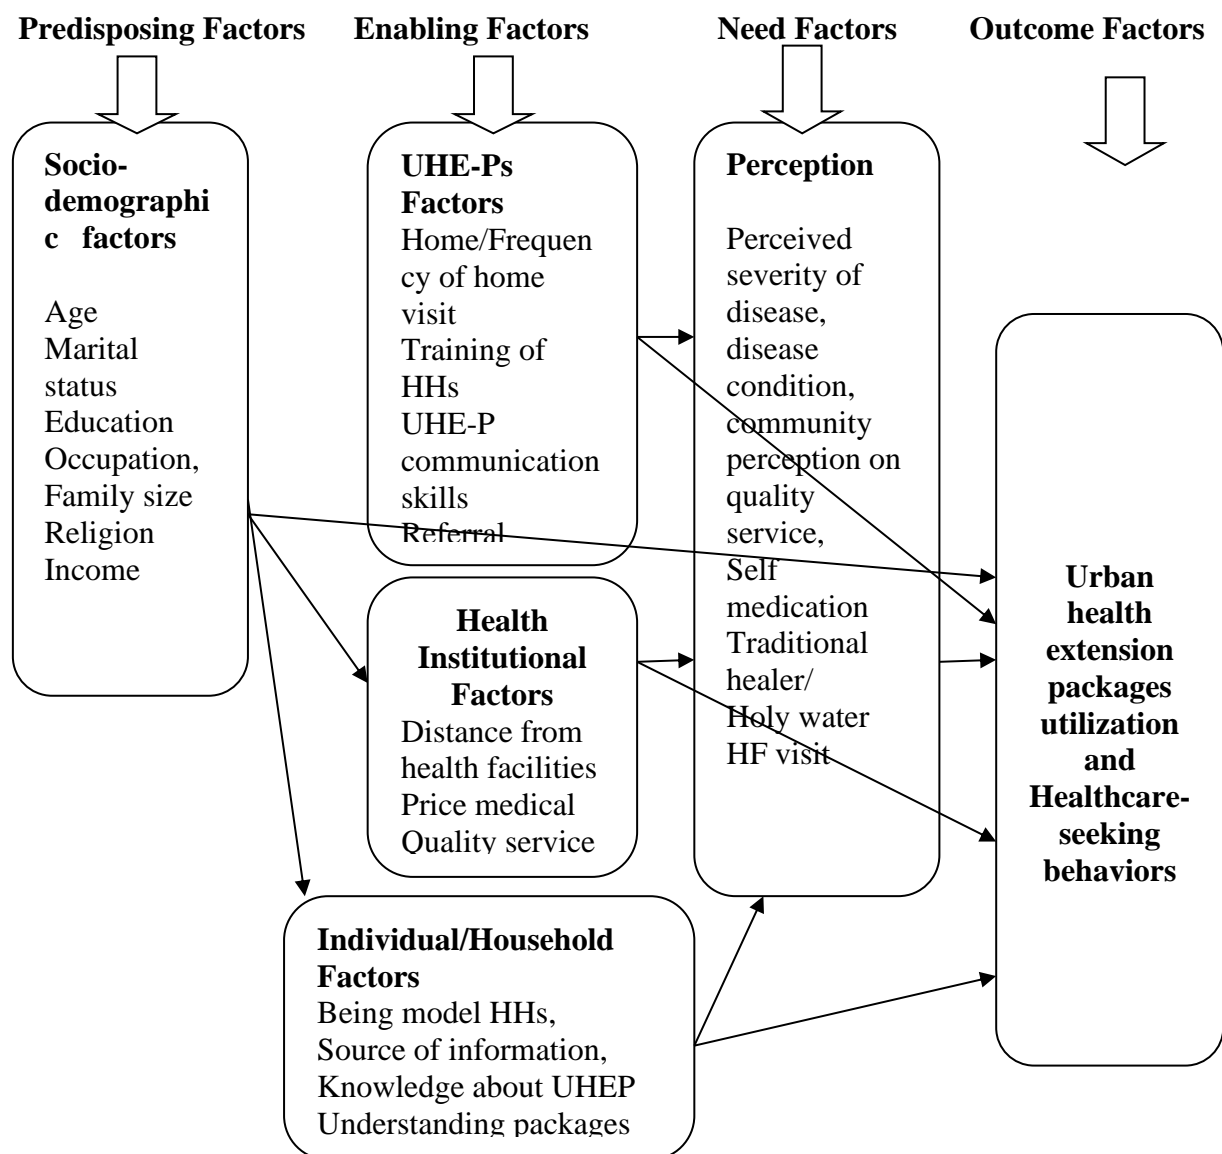 Predisposing Factors
Enabling Factors
Need Factors
Outcome Factors
Socio-
demographi
c factors
Age
Marital
status
Education
Occupation,
Family size
Religion
Income
UHE-Ps
Factors
Home/Frequen
cy of home
visit
Training of
HHs
UHE-P
communication
skills
Referral
Health
Institutional
Factors
Distance from
health facilities
Price medical
Quality service
Individual/Household
Factors
Being model HHs,
Source of information,
Knowledge about UHEP
Understanding packages
Perception
Perceived
severity of
disease,
disease
condition,
community
perception on
quality
service,
Self
medication
Traditional
healer/
Holy water
HF visit
Urban
health
extension
packages
utilization
and
Healthcare-
seeking
behaviors